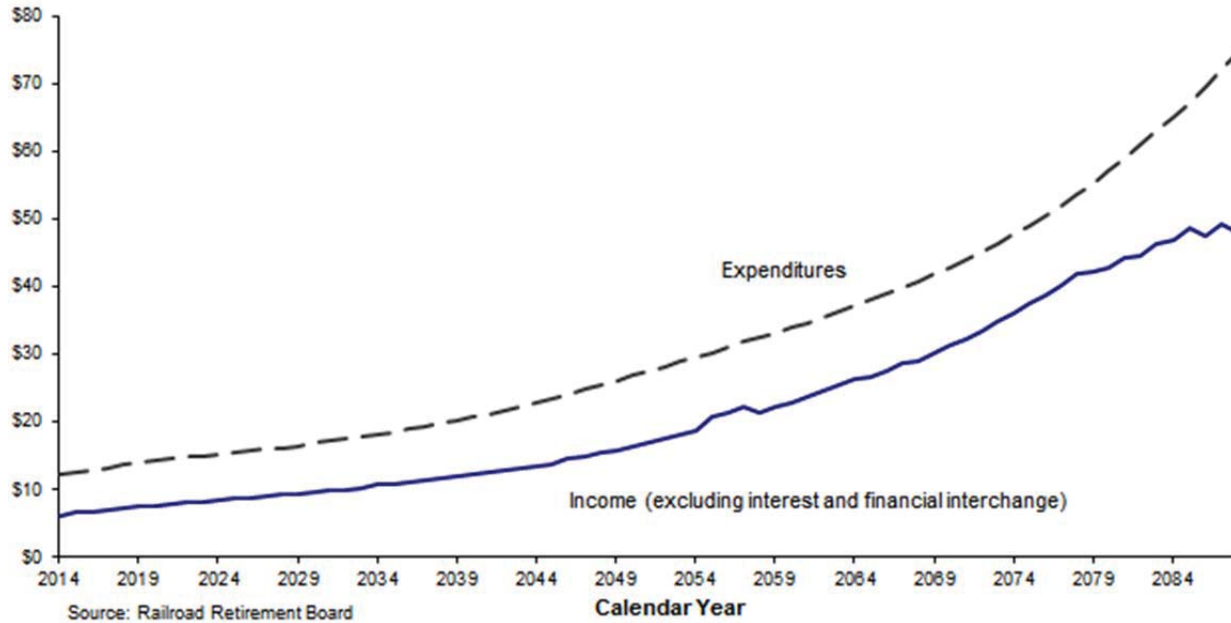 $80
$70
$60
$50
$40
$30
$20
$10
$0
Expenditures
Income (excluding interest and financial interchange)
2014 2019 2024 2029 2034 2039 2044 2049 2054 2059 2064 2069 2074 2079 2084
Source: Railroad Retirement Board
Calendar Year